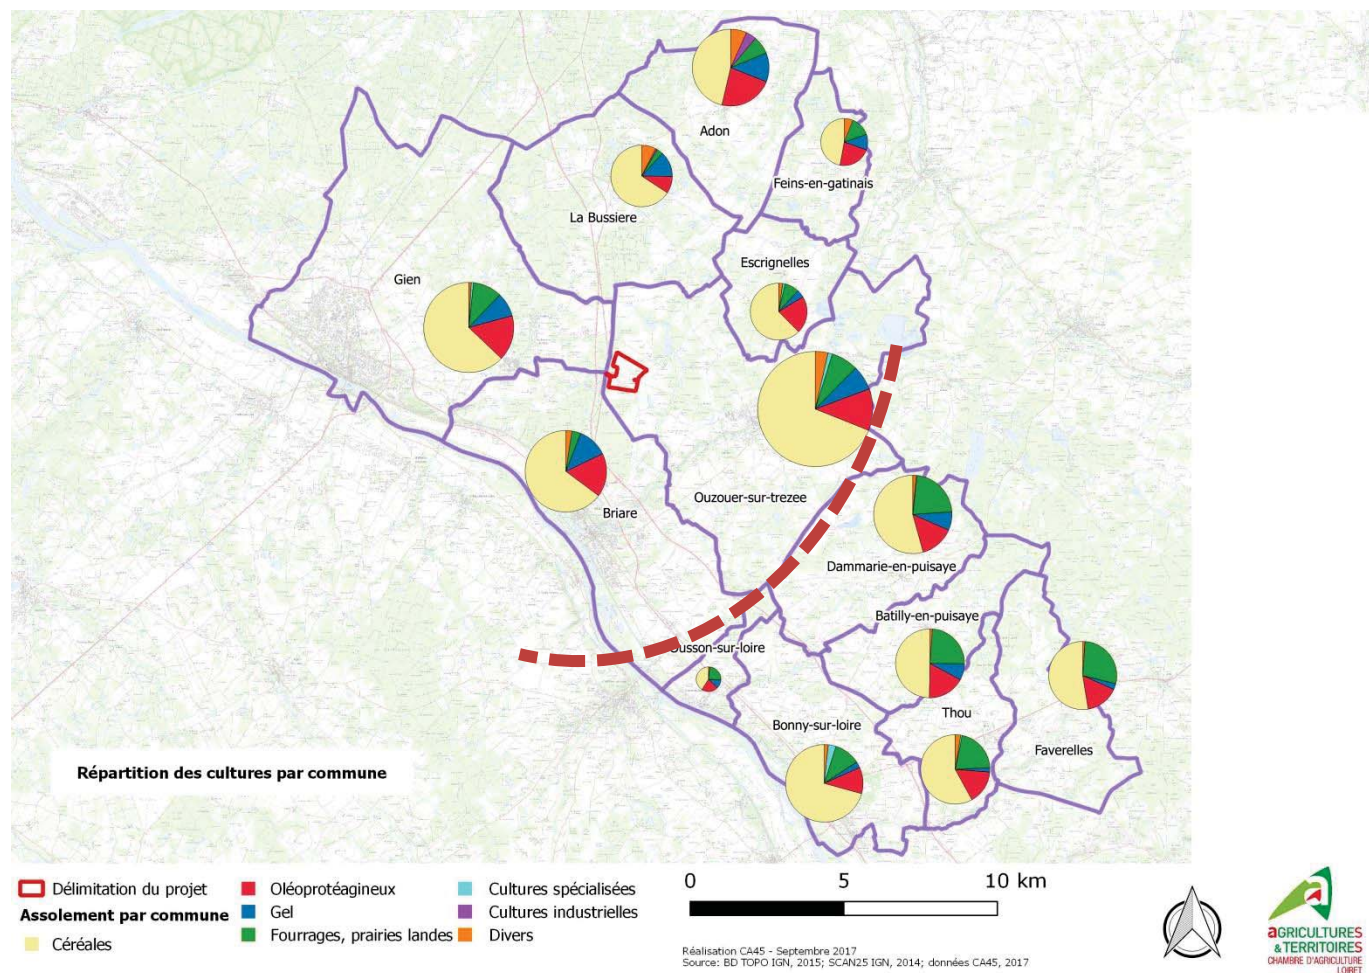 Adon
Feins-en-gatinais
La Bussiere
Escrignelles
Gien
Ouzouer-sur-trezee
Briare
Dammarie-en-puisaye
Batilly-en-puisaye
Ousson-sur-loire
Thou
Bonny-sur-loire
Faverelles
Répartition des cultures par commune
Délimitation du projet
Assolement par commune
Céréales
Oléoprotéagineux
Gel
Fourrages, prairies landes
Cultures spécialisées
Cultures industrielles
Divers
0 5 10 km
Réalisation CA45 - Septembre 2017
Source: BD TOPO IGN, 2015; SCAN25 IGN, 2014; données CA45, 2017
aGRICULTURES
& TERRITOIRES
CHAMBRE D'AGRICULTURE
LOIRET